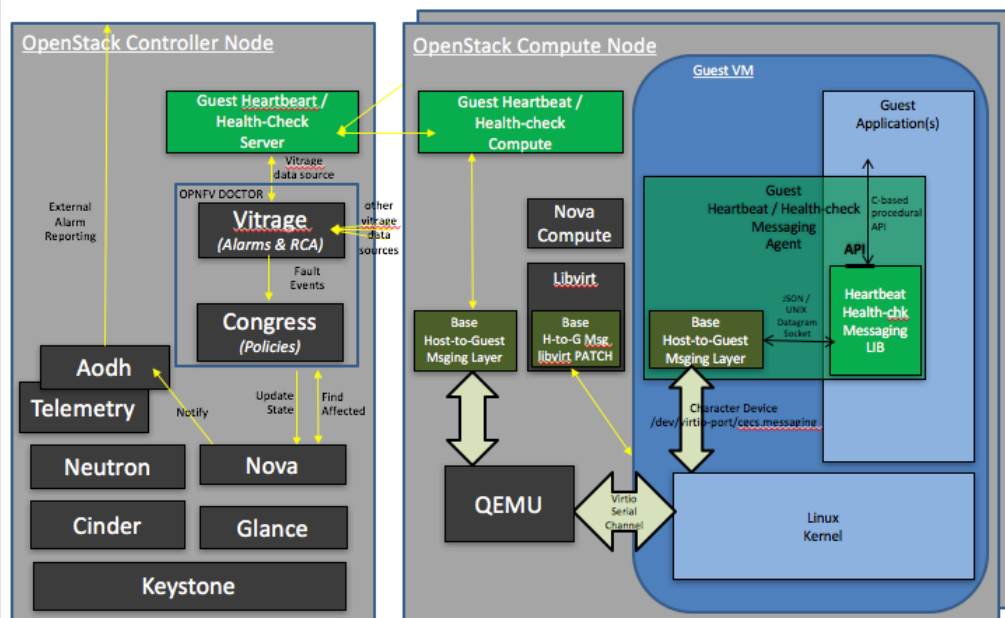 OpenStack Controller Node
Guest Heartbeart /
Health-Check
Server
Vitrage
data source
OPNFV DOCTOR
Vitrage
(Alarms & RCA)
other
vitrage
data
sources
External
Alarm
Reporting
Fault
Events
Congress
(Policies)
Aodh
Telemetry
Notify
Update
State
Find
Affected
Neutron
Nova
Cinder
Glance
Keystone
OpenStack Compute Node
Guest Heartbeat /
Health-check
Compute
Nova
Compute
Libvirt
Base
Host-to-Guest
Msging Layer
Base
H-to-G Msg
libvirt PATCH
QEMU
Virtio
Serial
Channel
Guest VM
Guest
Application(s)
Guest
Heartbeat / Health-check
Messaging
Agent
C-based
procedural
API
API
Base
Host-to-Guest
Msging Layer
JSON /
UNIX
Datagram
Socket
Heartbeat
Health-chk
Messaging
LIB
Character Device
/dev/virtio-port/cgcs.messaging
Linux
Kernel